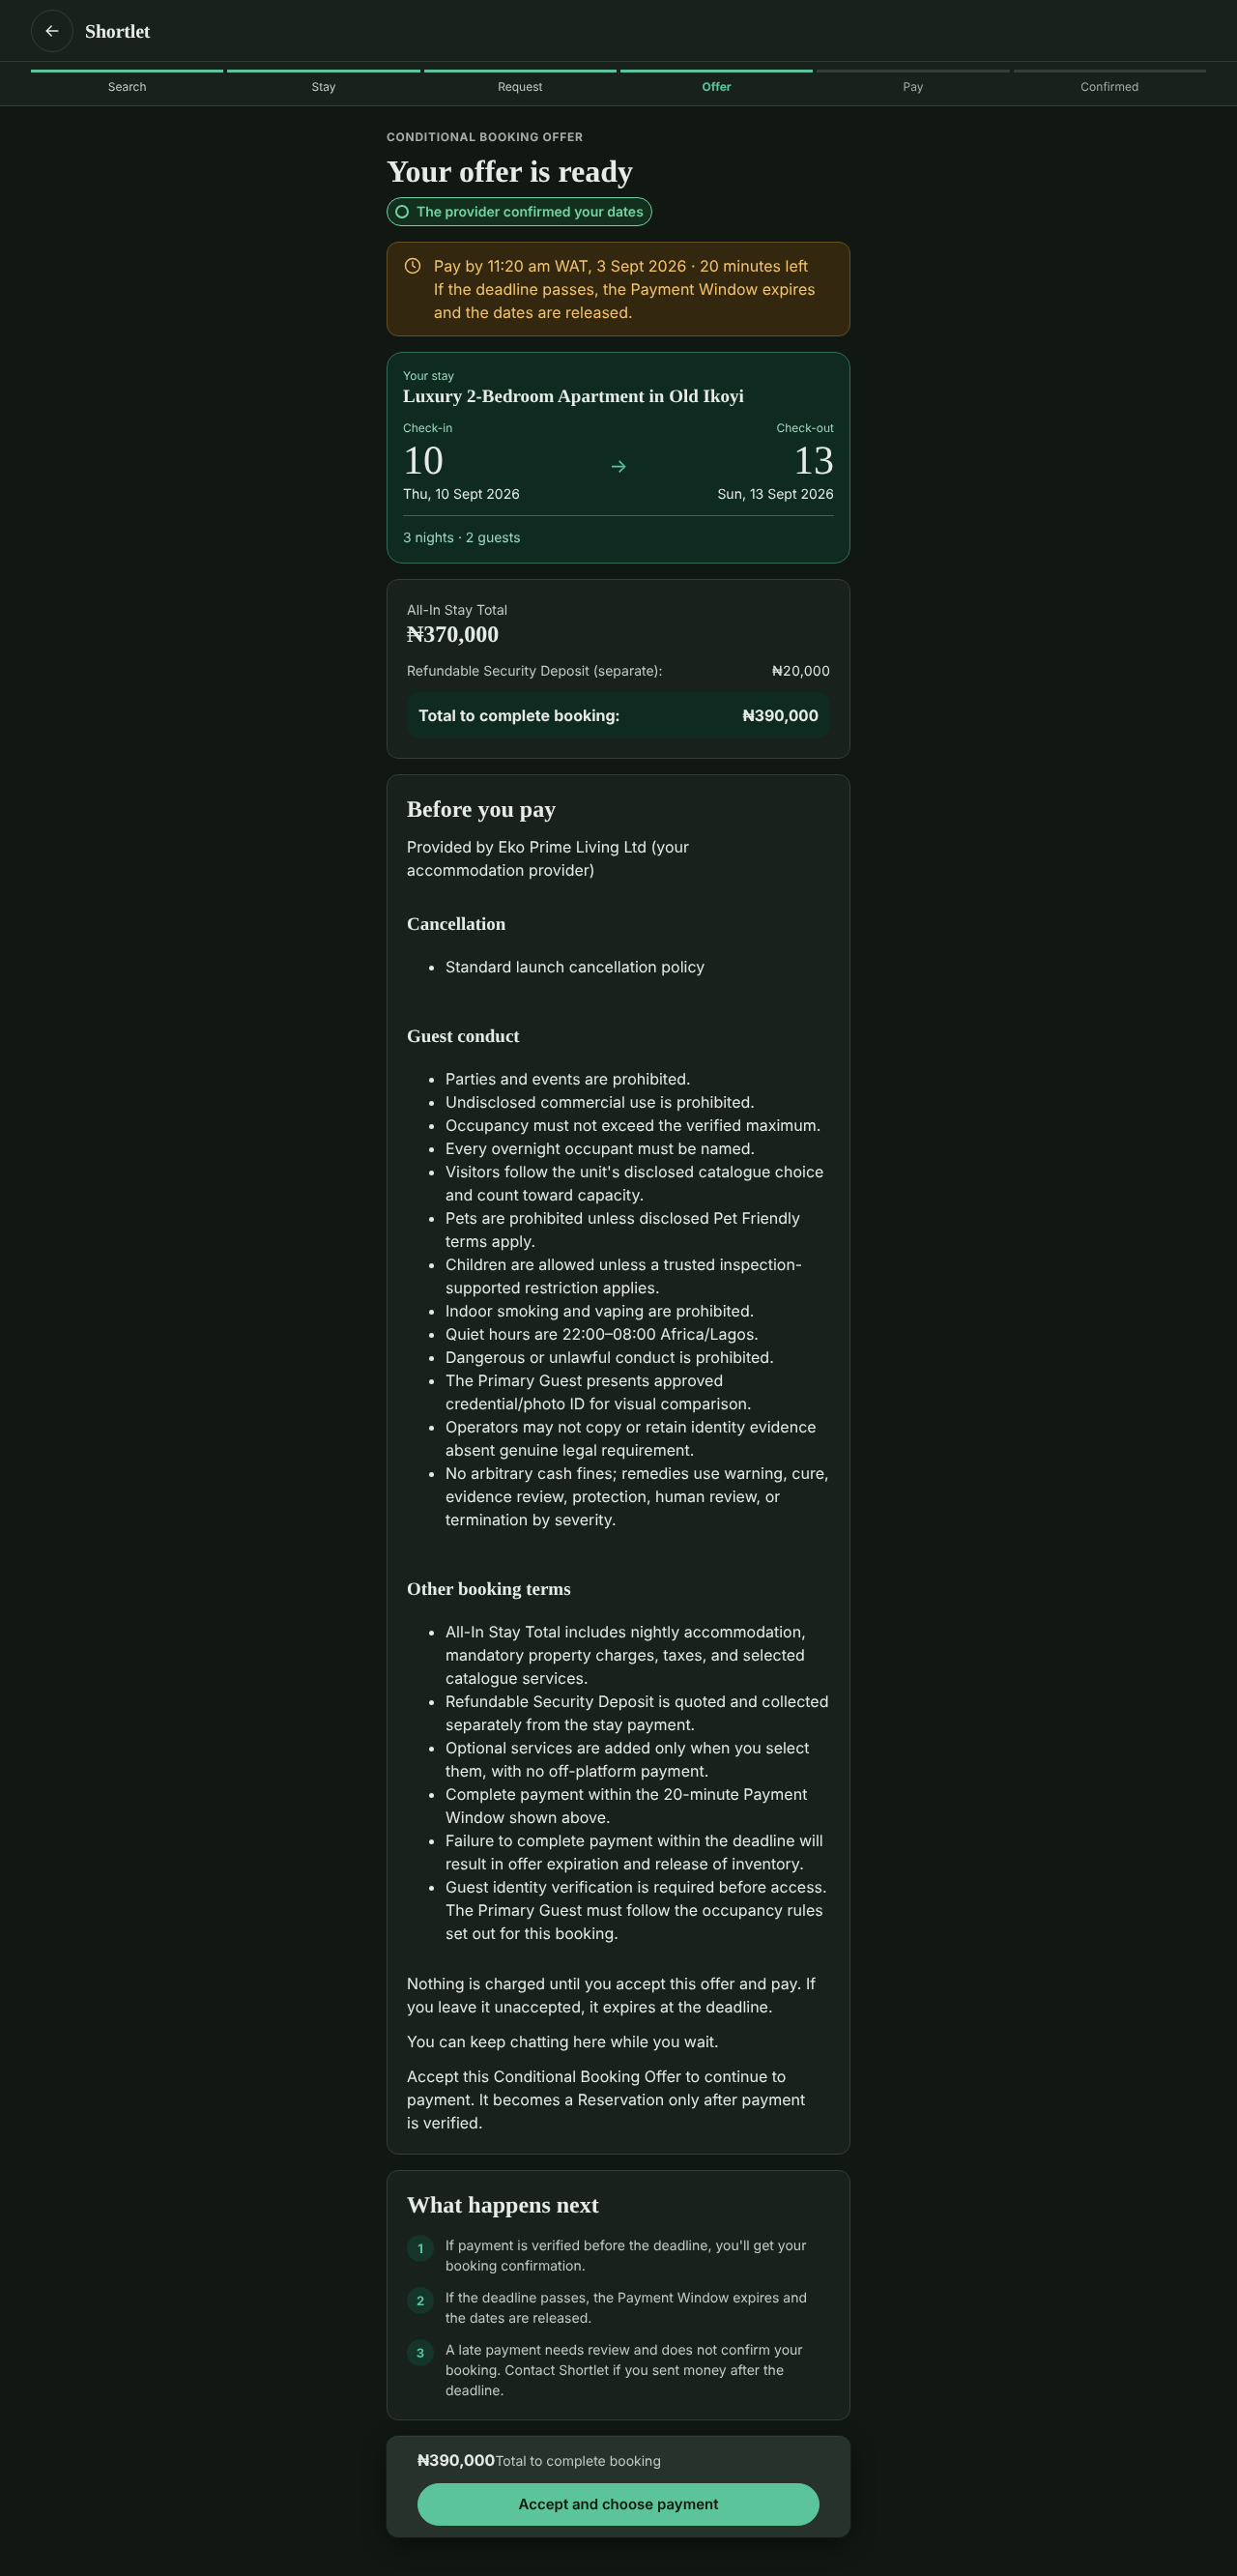 Shortlet
Search
Stay
Request
Offer
Pay
Confirmed
CONDITIONAL BOOKING OFFER
Your offer is ready
The provider confirmed your dates
Pay by 11:20 am WAT, 3 Sept 2026 · 20 minutes left
If the deadline passes, the Payment Window expires
and the dates are released.
Your stay
Luxury 2-Bedroom Apartment in Old Ikoyi
Check-in
Check-out
10
→
13
Thu, 10 Sept 2026
Sun, 13 Sept 2026
3 nights · 2 guests
All-In Stay Total
₦370,000
Refundable Security Deposit (separate):
₦20,000
Total to complete booking:
₦390,000
Before you pay
Provided by Eko Prime Living Ltd (your
accommodation provider)
Cancellation
• Standard launch cancellation policy
Guest conduct
• Parties and events are prohibited.
• Undisclosed commercial use is prohibited.
• Occupancy must not exceed the verified maximum.
• Every overnight occupant must be named.
• Visitors follow the unit's disclosed catalogue choice
and count toward capacity.
• Pets are prohibited unless disclosed Pet Friendly
terms apply.
• Children are allowed unless a trusted inspection-
supported restriction applies.
• Indoor smoking and vaping are prohibited.
• Quiet hours are 22:00–08:00 Africa/Lagos.
• Dangerous or unlawful conduct is prohibited.
• The Primary Guest presents approved
credential/photo ID for visual comparison.
• Operators may not copy or retain identity evidence
absent genuine legal requirement.
• No arbitrary cash fines; remedies use warning, cure,
evidence review, protection, human review, or
termination by severity.
Other booking terms
• All-In Stay Total includes nightly accommodation,
mandatory property charges, taxes, and selected
catalogue services.
• Refundable Security Deposit is quoted and collected
separately from the stay payment.
• Optional services are added only when you select
them, with no off-platform payment.
• Complete payment within the 20-minute Payment
Window shown above.
• Failure to complete payment within the deadline will
result in offer expiration and release of inventory.
• Guest identity verification is required before access.
The Primary Guest must follow the occupancy rules
set out for this booking.
Nothing is charged until you accept this offer and pay. If
you leave it unaccepted, it expires at the deadline.
You can keep chatting here while you wait.
Accept this Conditional Booking Offer to continue to
payment. It becomes a Reservation only after payment
is verified.
What happens next
1
If payment is verified before the deadline, you'll get your
booking confirmation.
2
If the deadline passes, the Payment Window expires and
the dates are released.
3
A late payment needs review and does not confirm your
booking. Contact Shortlet if you sent money after the
deadline.
₦390,000Total to complete booking
Accept and choose payment